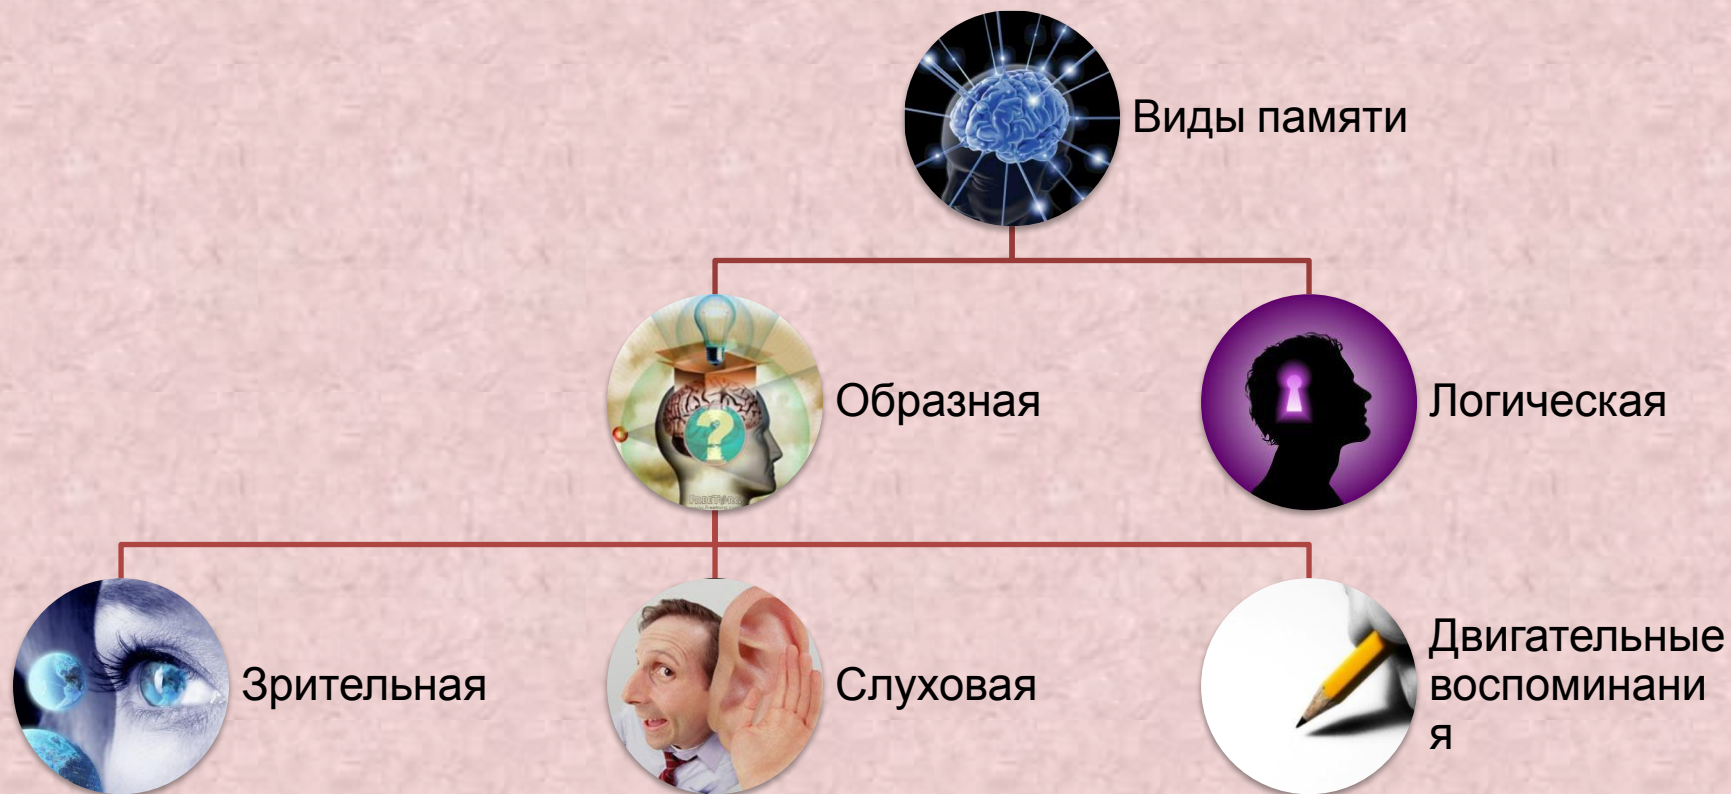 Виды памяти
Образная
Логическая
Зрительная
Слуховая
Двигательные
воспоминани
я